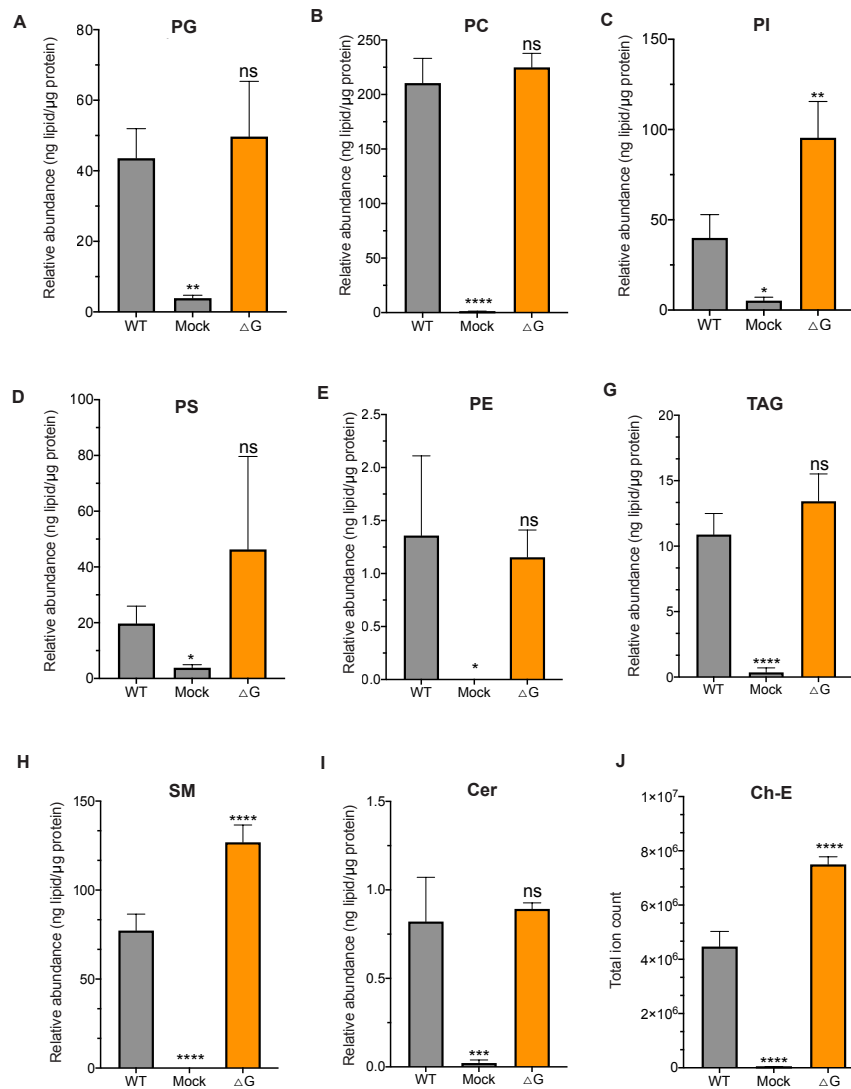 A
PG
Relative abundance (ng lipid/µg protein)
80
60
40
20
0
ns
**
WT Mock △G
B
PC
Relative abundance (ng lipid/µg protein)
225
200
175
150
125
100
75
50
25
0
ns
****
WT Mock △G
C
PI
Relative abundance (ng lipid/µg protein)
150
100
50
0
**
*
WT Mock △G
D
PS
Relative abundance (ng lipid/µg protein)
100
80
60
40
20
0
ns
*
WT Mock △G
E
PE
Relative abundance (ng lipid/µg protein)
2.5
2.0
1.5
1.0
0.5
0.0
ns
*
WT Mock △G
G
TAG
Relative abundance (ng lipid/µg protein)
20
15
10
5
0
ns
****
WT Mock △G
H
SM
Relative abundance (ng lipid/µg protein)
150
100
50
0
****
****
WT Mock △G
I
Cer
Relative abundance (ng lipid/µg protein)
1.5
1.0
0.5
0.0
ns
***
WT Mock △G
J
Ch-E
Total ion count
1×10⁷
8×10⁶
6×10⁶
4×10⁶
2×10⁶
0
****
****
WT Mock △G